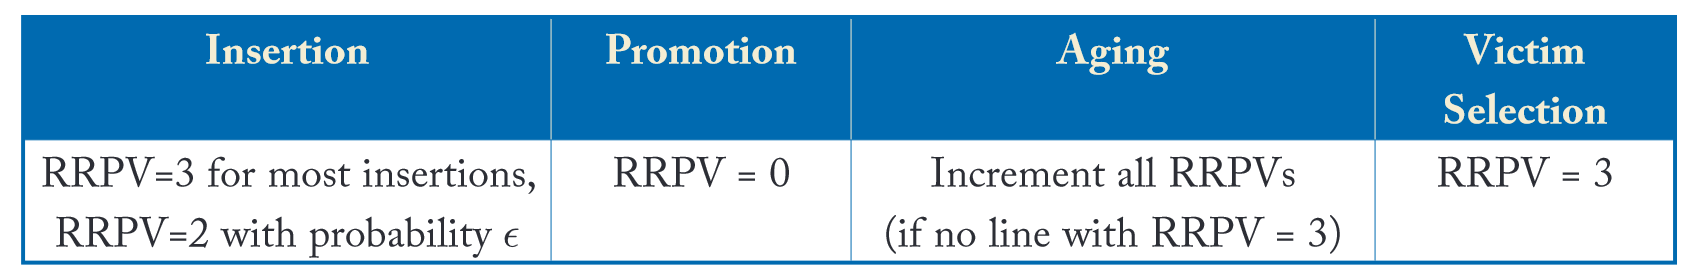 Insertion
Promotion
Aging
Victim
Selection
RRPV=3 for most insertions,
RRPV=2 with probability ϵ
RRPV = 0
Increment all RRPVs
(if no line with RRPV = 3)
RRPV = 3